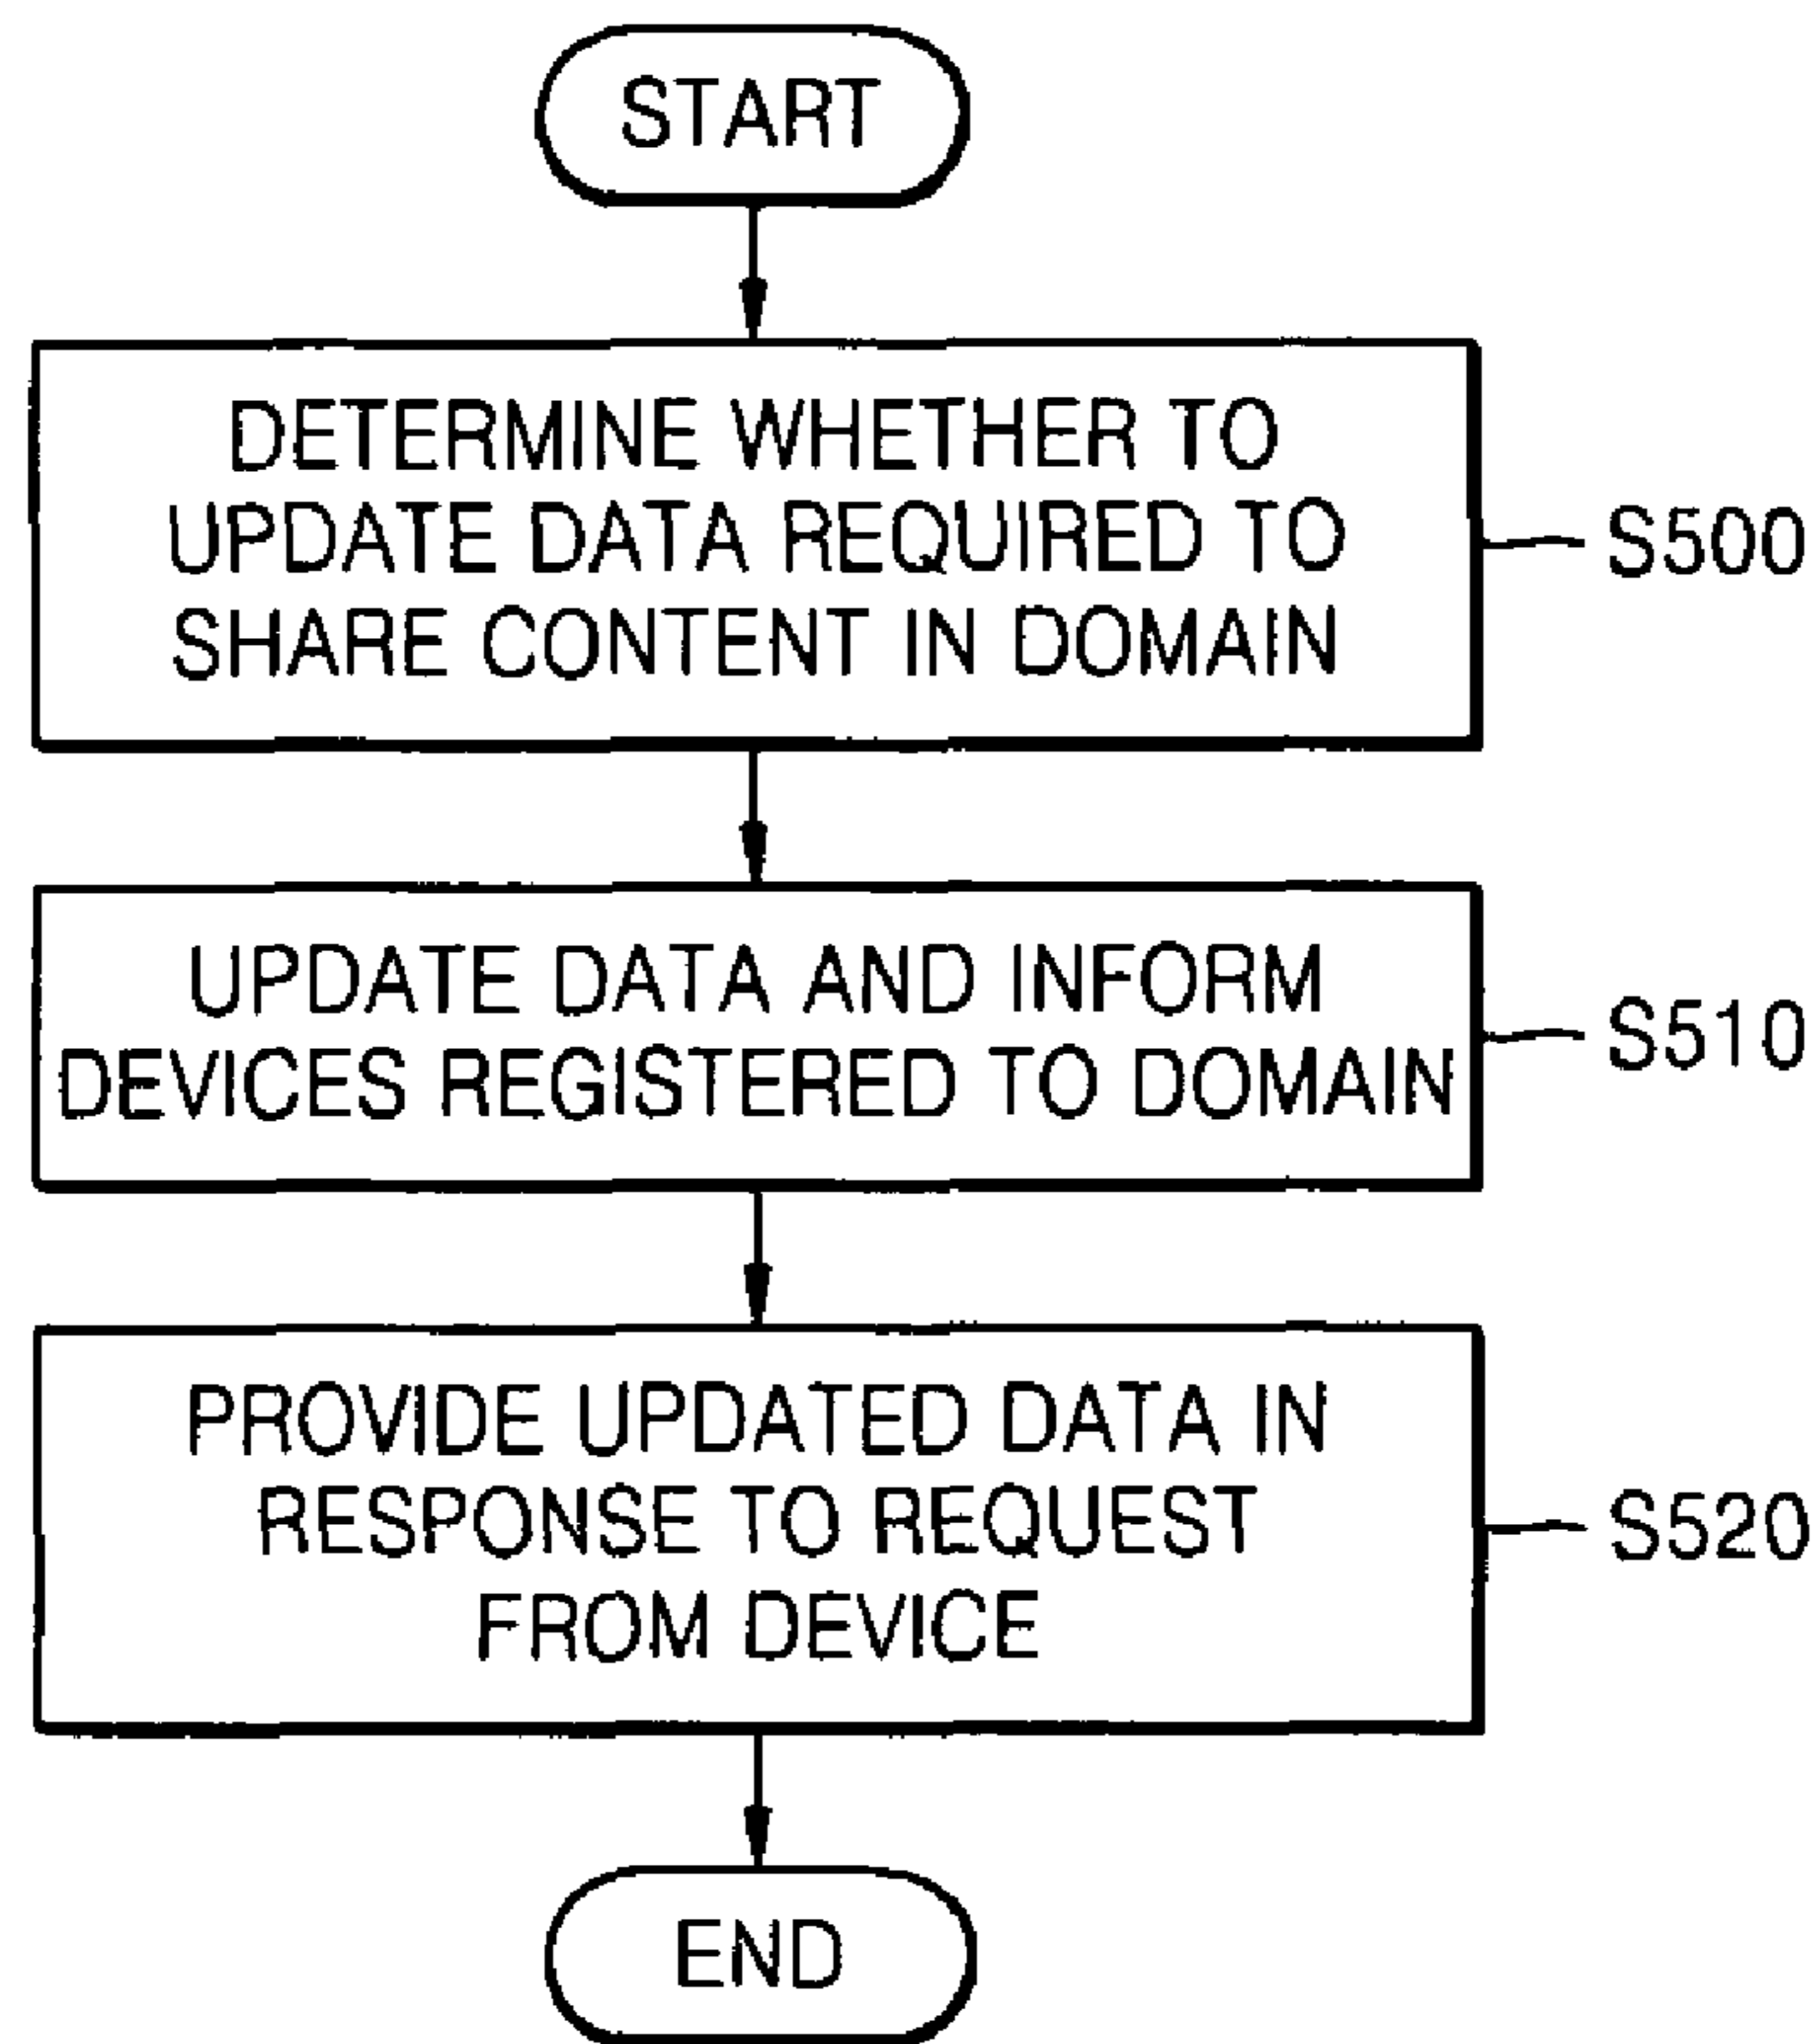 START
DETERMINE WHETHER TO
UPDATE DATA REQUIRED TO
SHARE CONTENT IN DOMAIN
S500
UPDATE DATA AND INFORM
DEVICES REGISTERED TO DOMAIN
S510
PROVIDE UPDATED DATA IN
RESPONSE TO REQUEST
FROM DEVICE
S520
END